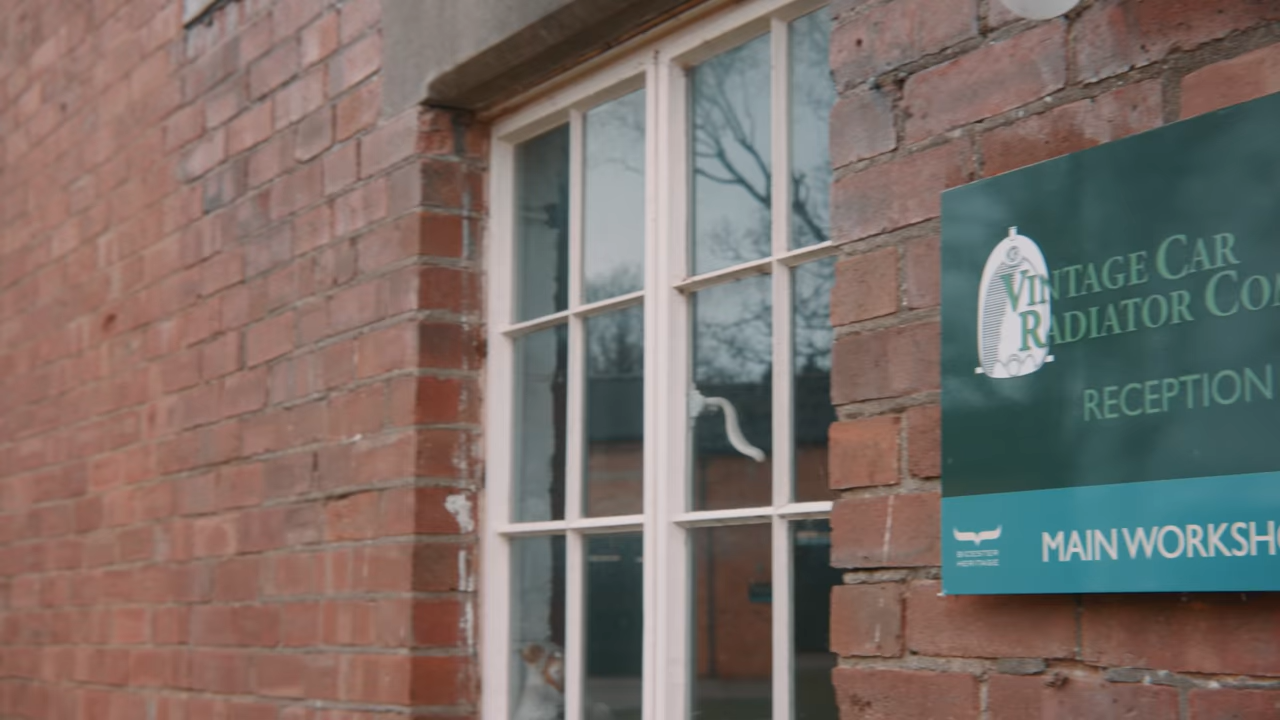 VINTAGE CAR
RADIATOR CO
RECEPTION
MAIN WORKSHO
BICESTER
HERITAGE